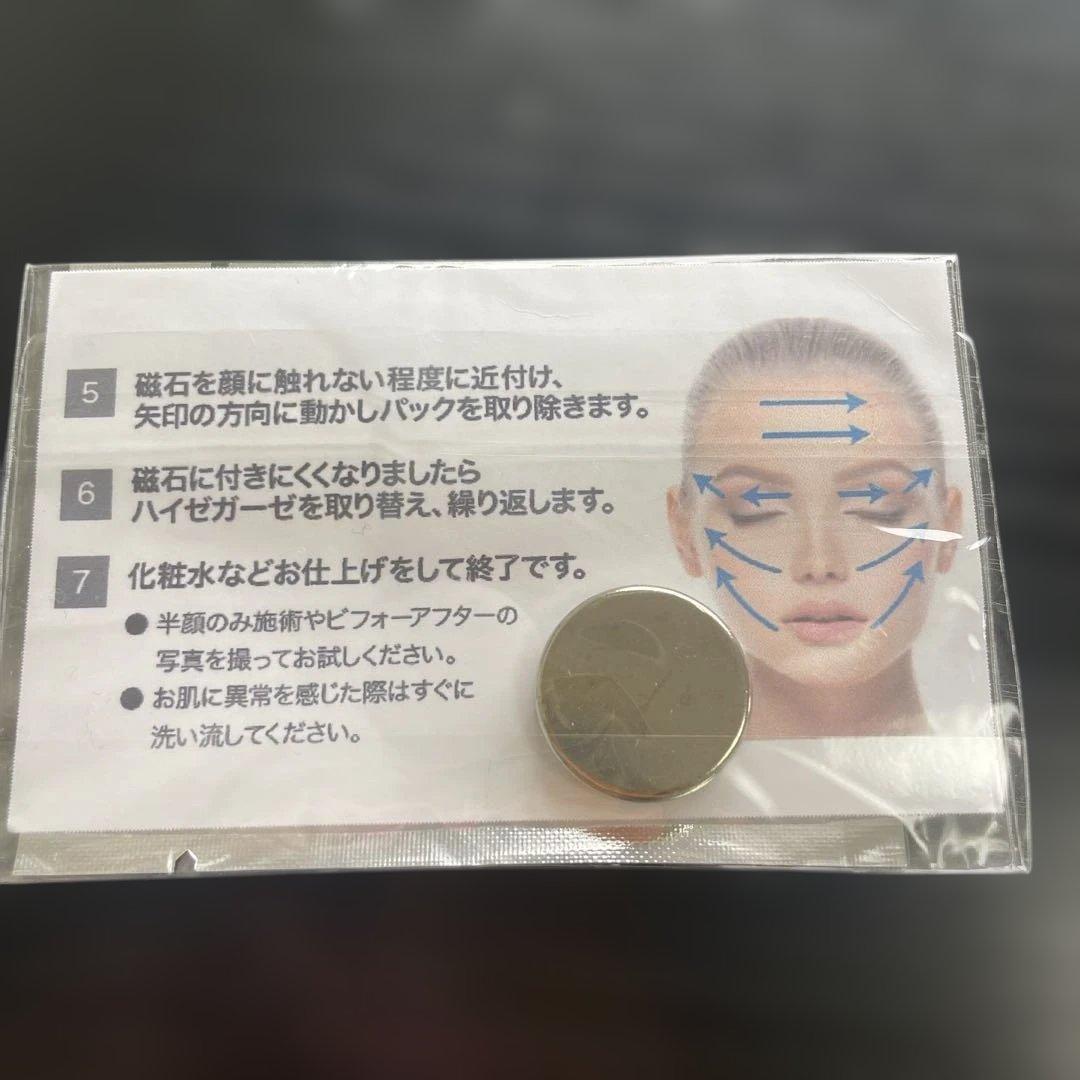 5 磁石を顔に触れない程度に近付け、
矢印の方向に動かしパックを取り除きます。
6 磁石に付きにくくなりましたら
ハイゼガーゼを取り替え、繰り返します。
7 化粧水などお仕上げをして終了です。
● 半顔のみ施術やビフォーアフターの
写真を撮ってお試しください。
● お肌に異常を感じた際はすぐに
洗い流してください。